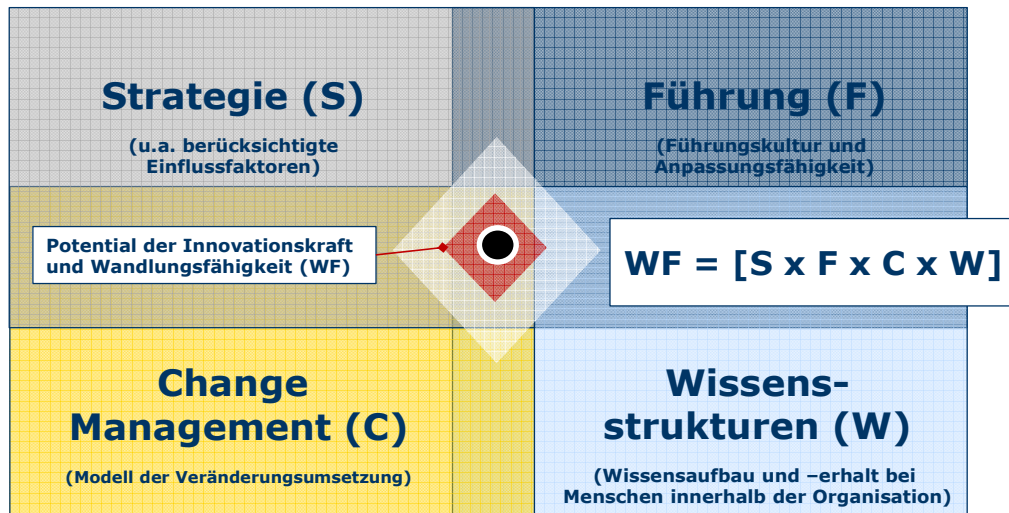 Strategie (S)
(u.a. berücksichtigte
Einflussfaktoren)
Führung (F)
(Führungskultur und
Anpassungsfähigkeit)
Potential der Innovationskraft
und Wandlungsfähigkeit (WF)
WF = [S x F x C x W]
Change
Management (C)
(Modell der Veränderungsumsetzung)
Wissens-
strukturen (W)
(Wissensaufbau und –erhalt bei
Menschen innerhalb der Organisation)